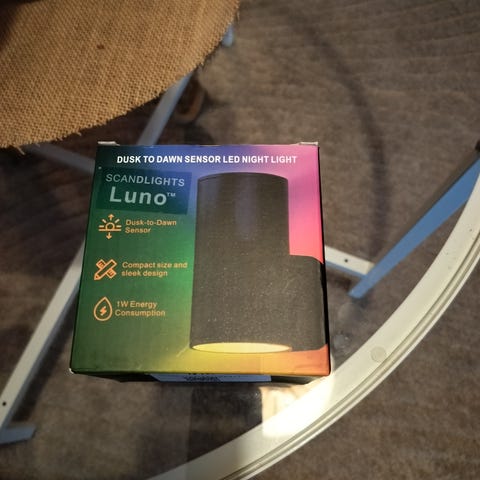 DUSK TO DAWN SENSOR LED NIGHT LIGHT
SCANDLIGHTS
Luno™
Dusk-to-Dawn
Sensor
Compact size and
sleek design
1W Energy
Consumption